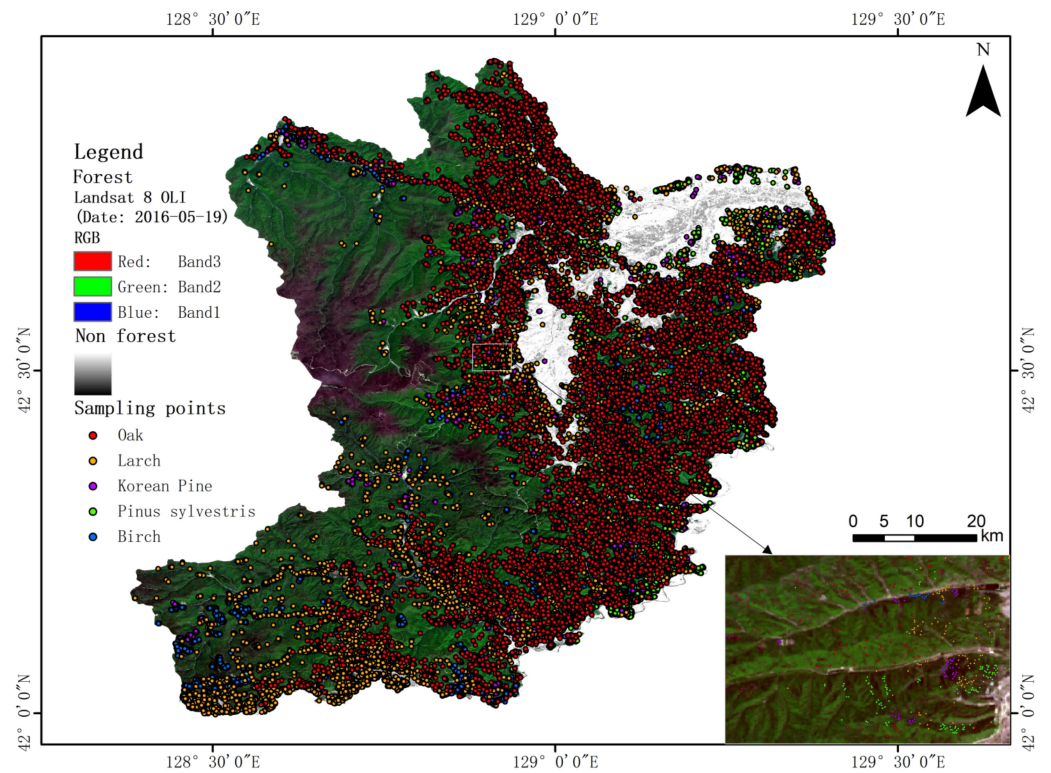 128° 30′0″E 129° 0′0″E 129° 30′0″E
N
Legend
Forest
Landsat 8 OLI
(Date: 2016-05-19)
RGB
Red: Band3
Green: Band2
Blue: Band1
Non forest
Sampling points
Oak
Larch
Korean Pine
Pinus sylvestris
Birch
42° 30′0″N
42° 30′0″N
42° 0′0″N
42° 0′0″N
0 5 10 20
km
128° 30′0″E 129° 0′0″E 129° 30′0″E